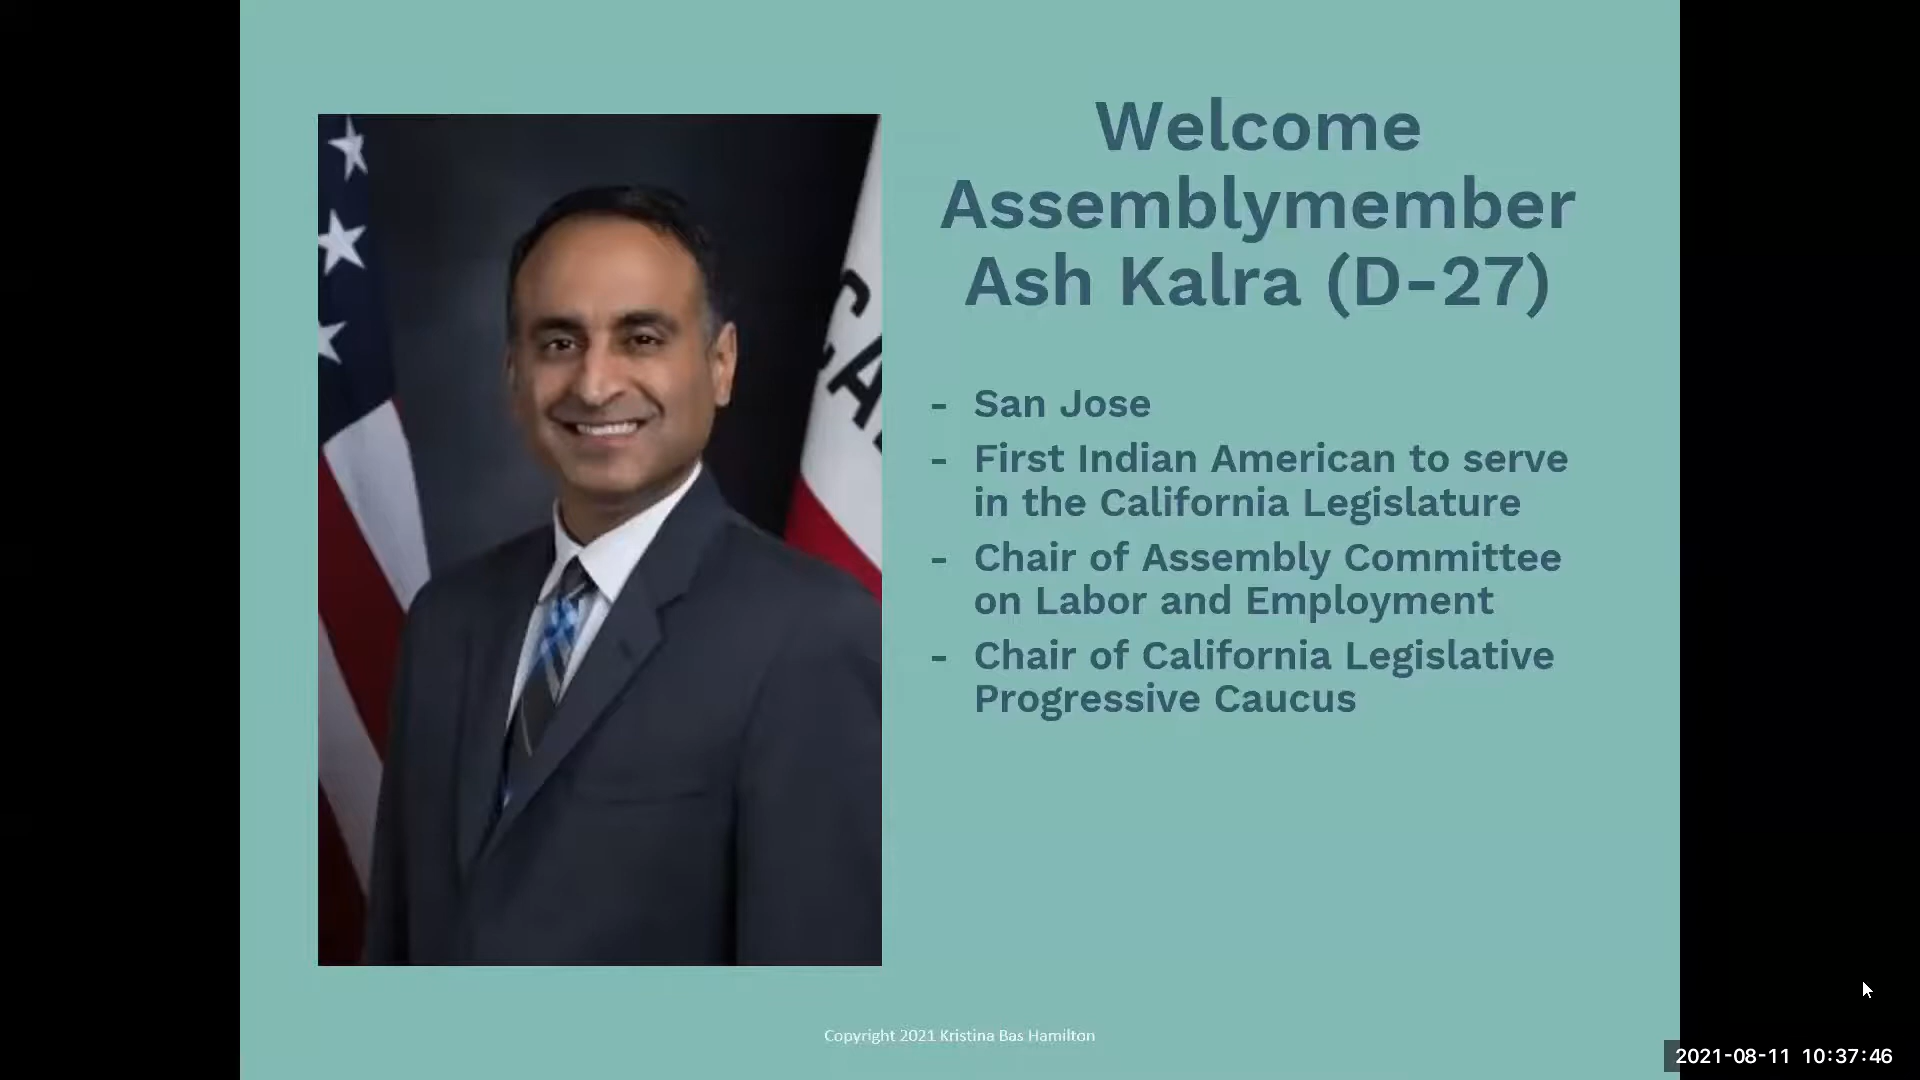 Welcome
Assemblymember
Ash Kalra (D-27)
- San Jose
- First Indian American to serve
in the California Legislature
- Chair of Assembly Committee
on Labor and Employment
- Chair of California Legislative
Progressive Caucus
Copyright 2021 Kristina Bas Hamilton
2021-08-11 10:37:46